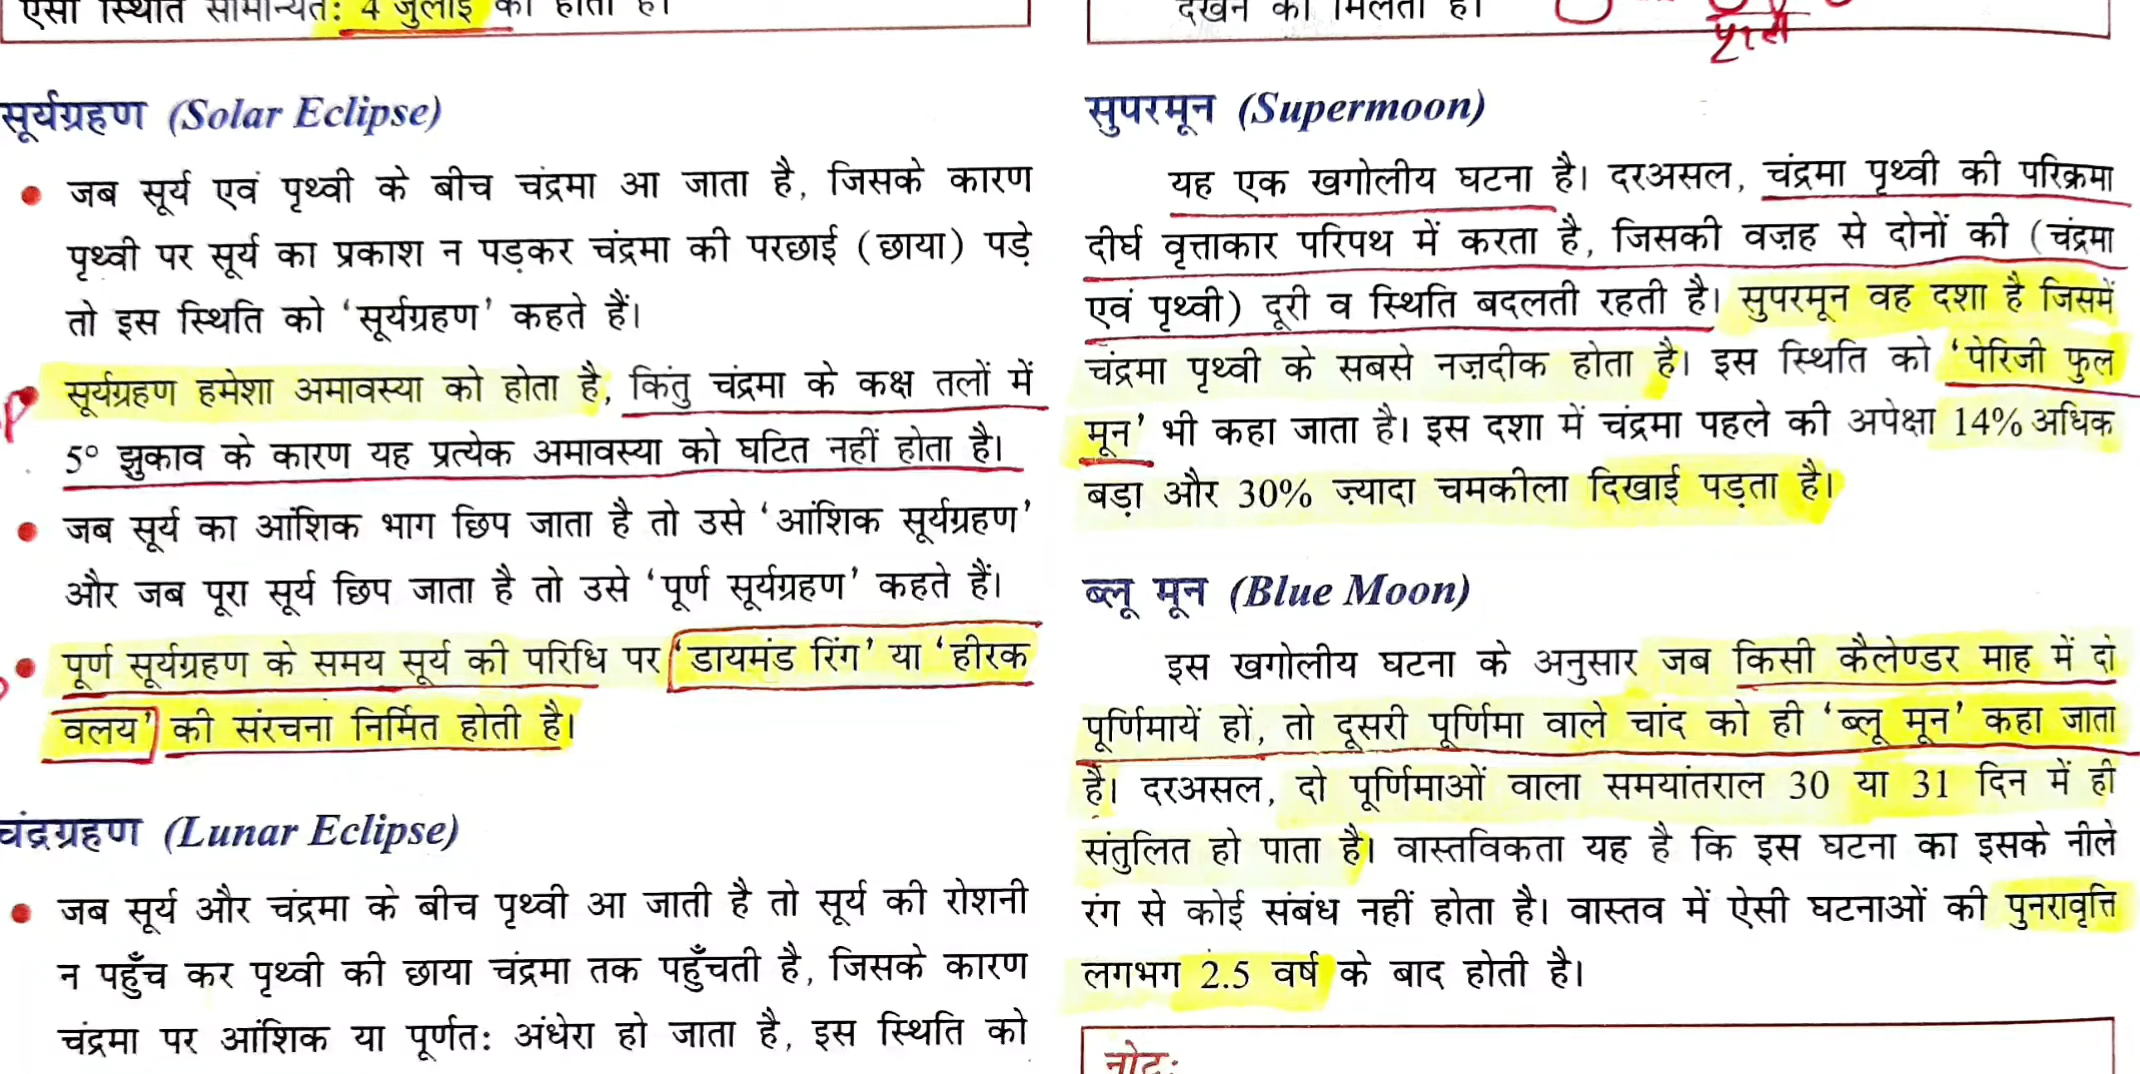 ऐसी स्थिति सामान्यतः 4 जुलाई को होती है।
सूर्यग्रहण (Solar Eclipse)
• जब सूर्य एवं पृथ्वी के बीच चंद्रमा आ जाता है, जिसके कारण
पृथ्वी पर सूर्य का प्रकाश न पड़कर चंद्रमा की परछाई (छाया) पड़े
तो इस स्थिति को ‘सूर्यग्रहण’ कहते हैं।
• सूर्यग्रहण हमेशा अमावस्या को होता है, किंतु चंद्रमा के कक्ष तलों में
5° झुकाव के कारण यह प्रत्येक अमावस्या को घटित नहीं होता है।
• जब सूर्य का आंशिक भाग छिप जाता है तो उसे ‘आंशिक सूर्यग्रहण’
और जब पूरा सूर्य छिप जाता है तो उसे ‘पूर्ण सूर्यग्रहण’ कहते हैं।
• पूर्ण सूर्यग्रहण के समय सूर्य की परिधि पर ‘डायमंड रिंग’ या ‘हीरक
वलय’ की संरचना निर्मित होती है।
चंद्रग्रहण (Lunar Eclipse)
• जब सूर्य और चंद्रमा के बीच पृथ्वी आ जाती है तो सूर्य की रोशनी
न पहुँच कर पृथ्वी की छाया चंद्रमा तक पहुँचती है, जिसके कारण
चंद्रमा पर आंशिक या पूर्णतः अंधेरा हो जाता है, इस स्थिति को
देखने को मिलता है।
पृथ्वी
सुपरमून (Supermoon)
यह एक खगोलीय घटना है। दरअसल, चंद्रमा पृथ्वी की परिक्रमा
दीर्घ वृत्ताकार परिपथ में करता है, जिसकी वज़ह से दोनों की (चंद्रमा
एवं पृथ्वी) दूरी व स्थिति बदलती रहती है। सुपरमून वह दशा है जिसमें
चंद्रमा पृथ्वी के सबसे नज़दीक होता है। इस स्थिति को ‘पेरिजी फुल
मून’ भी कहा जाता है। इस दशा में चंद्रमा पहले की अपेक्षा 14% अधिक
बड़ा और 30% ज़्यादा चमकीला दिखाई पड़ता है।
ब्लू मून (Blue Moon)
इस खगोलीय घटना के अनुसार जब किसी कैलेण्डर माह में दो
पूर्णिमायें हों, तो दूसरी पूर्णिमा वाले चांद को ही ‘ब्लू मून’ कहा जाता
है। दरअसल, दो पूर्णिमाओं वाला समयांतराल 30 या 31 दिन में ही
संतुलित हो पाता है। वास्तविकता यह है कि इस घटना का इसके नीले
रंग से कोई संबंध नहीं होता है। वास्तव में ऐसी घटनाओं की पुनरावृत्ति
लगभग 2.5 वर्ष के बाद होती है।
नोट: